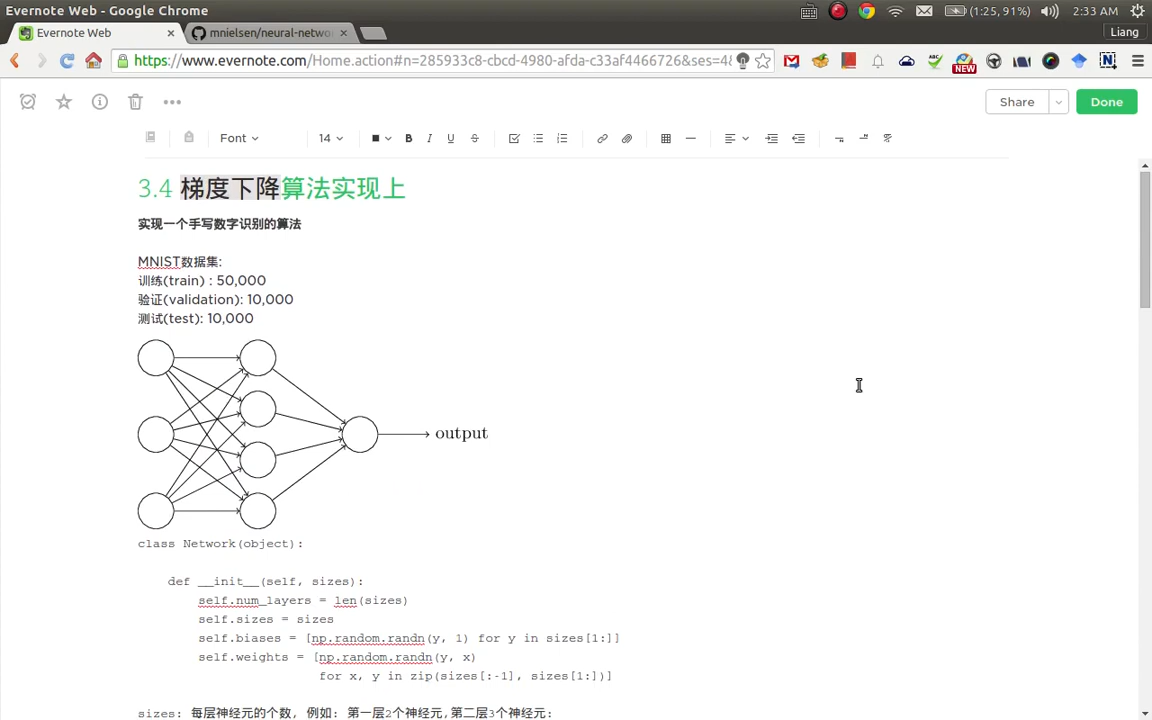 Evernote Web - Google Chrome
(1:25, 91%)
2:33 AM
Evernote Web
mnielsen/neural-netwo
Liang
https://www.evernote.com/Home.action#n=285933c8-cbcd-4980-afda-c33af4466726&ses=4
NEW
Share
Done
Font
14
3.4 梯度下降算法实现上
实现一个手写数字识别的算法
MNIST数据集:
训练(train) : 50,000
验证(validation): 10,000
测试(test): 10,000
output
class Network(object):
def __init__(self, sizes):
self.num_layers = len(sizes)
self.sizes = sizes
self.biases = [np.random.randn(y, 1) for y in sizes[1:]]
self.weights = [np.random.randn(y, x)
for x, y in zip(sizes[:-1], sizes[1:])]
sizes: 每层神经元的个数, 例如: 第一层2个神经元,第二层3个神经元: